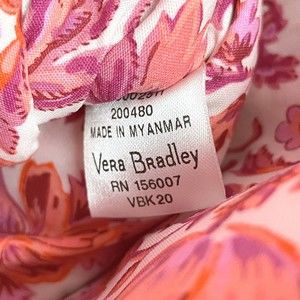 200480
MADE IN MYANMAR
Vera Bradley
RN 156007
VBK20